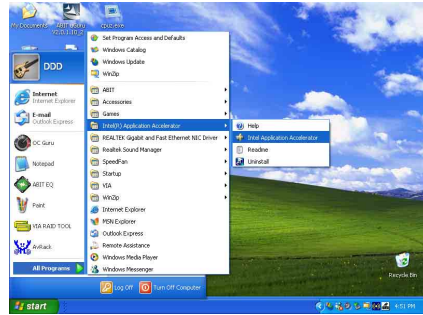 My Documents
ABIT uGuru
V2.0.1.10_2
cpuz.exe
DDD
Internet
Internet Explorer
E-mail
Outlook Express
OC Guru
Notepad
ABIT EQ
Paint
VIA RAID TOOL
AvRack
All Programs
Set Program Access and Defaults
Windows Catalog
Windows Update
WinZip
ABIT
Accessories
Games
Intel(R) Application Accelerator
REALTEK Gigabit and Fast Ethernet NIC Driver
Realtek Sound Manager
SpeedFan
Startup
VIA
WinZip
Internet Explorer
MSN Explorer
Outlook Express
Remote Assistance
Windows Media Player
Windows Messenger
Help
Intel Application Accelerator
Readme
Uninstall
Recycle Bin
Log Off
Turn Off Computer
start
4:51 PM